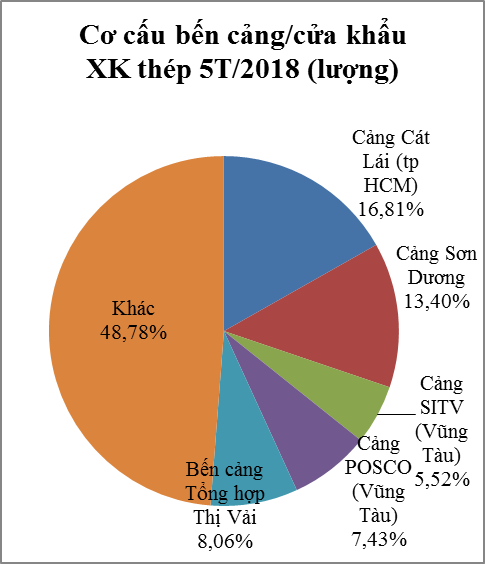 Cơ cấu bến cảng/cửa khẩu
XK thép 5T/2018 (lượng)
Cảng Cát
Lái (tp
HCM)
16,81%
Cảng Sơn
Dương
13,40%
Cảng
SITV
(Vũng
Tàu)
5,52%
Cảng
POSCO
(Vũng
Tàu)
7,43%
Bến cảng
Tổng hợp
Thị Vải
8,06%
Khác
48,78%